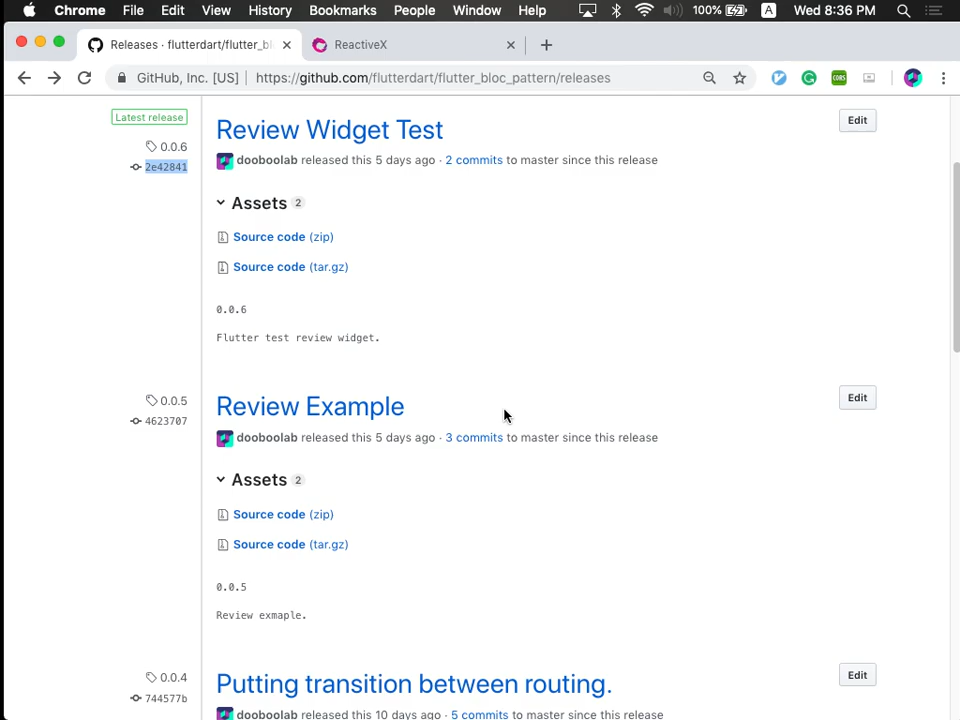 Chrome File Edit View History Bookmarks People Window Help 100% A Wed 8:36 PM
Releases · flutterdart/flutter_bl
ReactiveX
GitHub, Inc. [US] https://github.com/flutterdart/flutter_bloc_pattern/releases
Latest release
0.0.6
2e42841
Review Widget Test
Edit
dooboolab released this 5 days ago · 2 commits to master since this release
Assets 2
Source code (zip)
Source code (tar.gz)
0.0.6
Flutter test review widget.
0.0.5
4623707
Review Example
Edit
dooboolab released this 5 days ago · 3 commits to master since this release
Assets 2
Source code (zip)
Source code (tar.gz)
0.0.5
Review exmaple.
0.0.4
744577b
Putting transition between routing.
Edit
dooboolab released this 10 days ago · 5 commits to master since this release